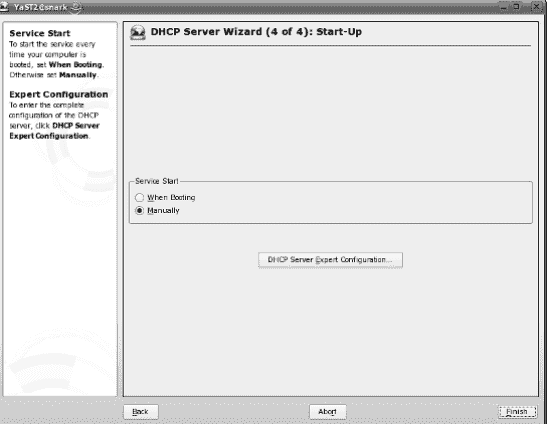 YaST2@snark
Service Start
To start the service every
time your computer is
booted, set When Booting.
Otherwise set Manually.
Expert Configuration
To enter the complete
configuration of the DHCP
server, click DHCP Server
Expert Configuration.
DHCP Server Wizard (4 of 4): Start-Up
Service Start
When Booting
Manually
DHCP Server Expert Configuration...
Back
Abort
Finish